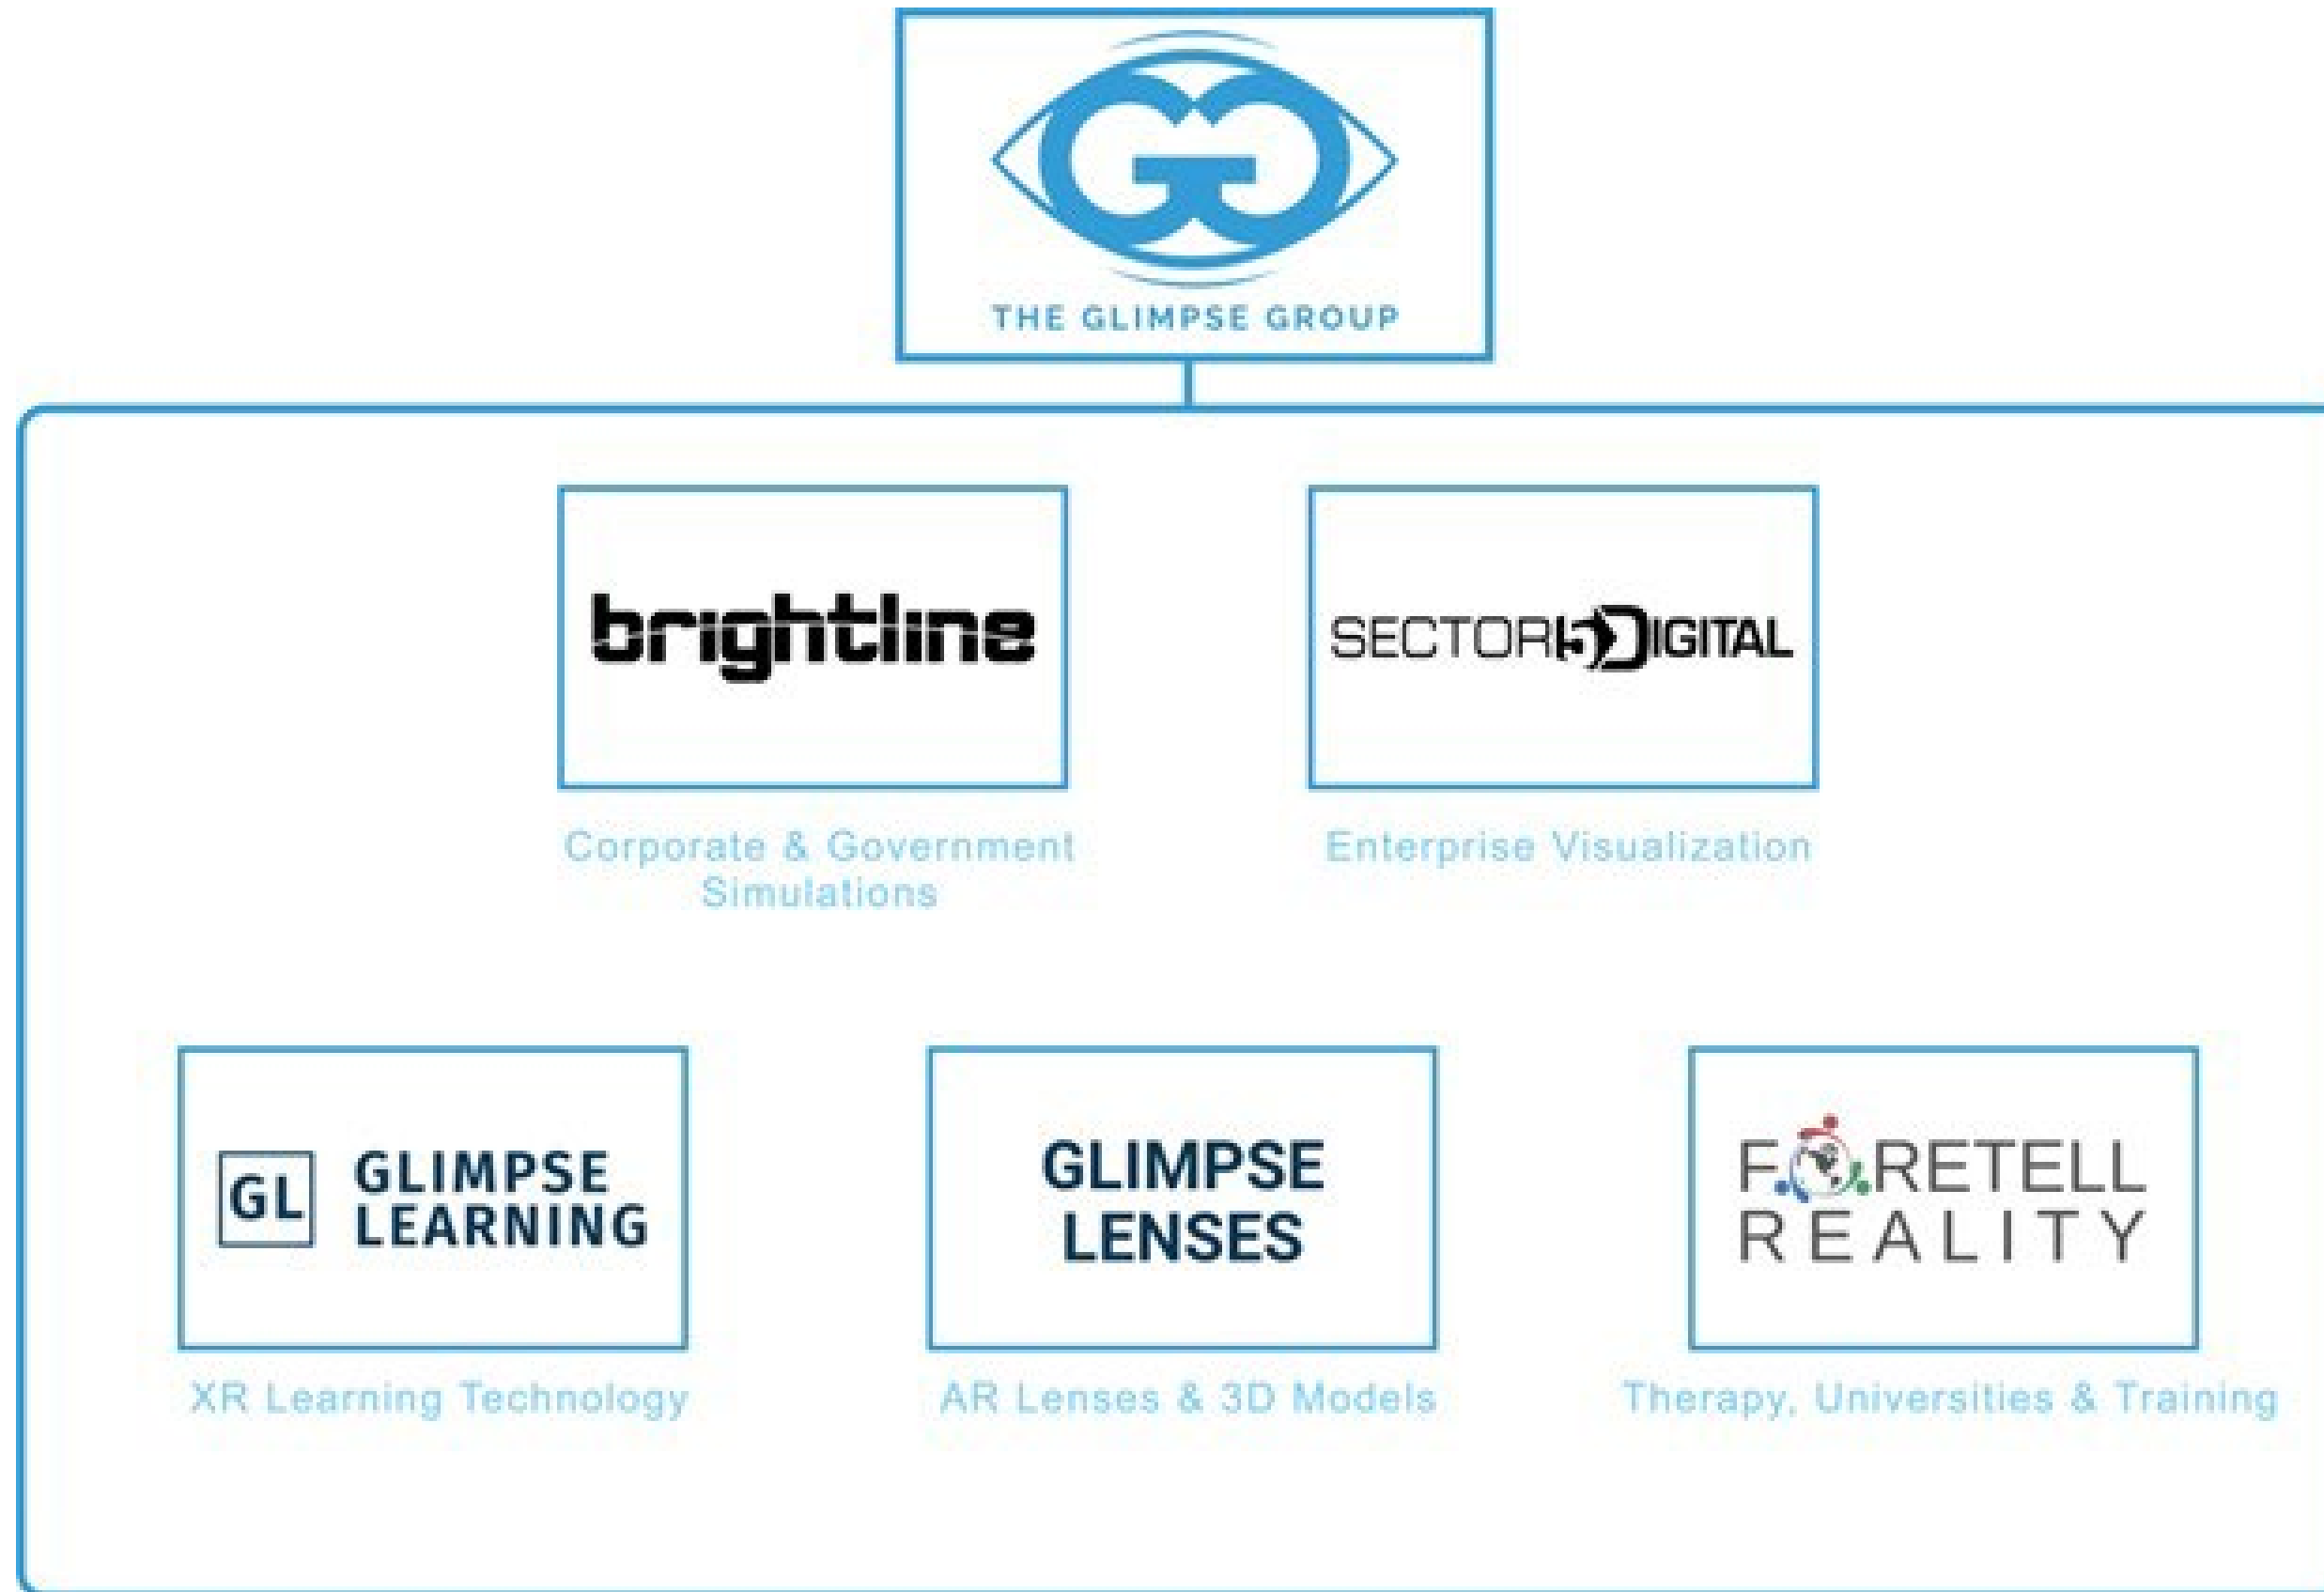 GG
THE GLIMPSE GROUP
brightline
SECTOR 5 DIGITAL
Corporate & Government
Simulations
Enterprise Visualization
GL
GLIMPSE
LEARNING
GLIMPSE
LENSES
FORETELL
REALITY
XR Learning Technology
AR Lenses & 3D Models
Therapy, Universities & Training